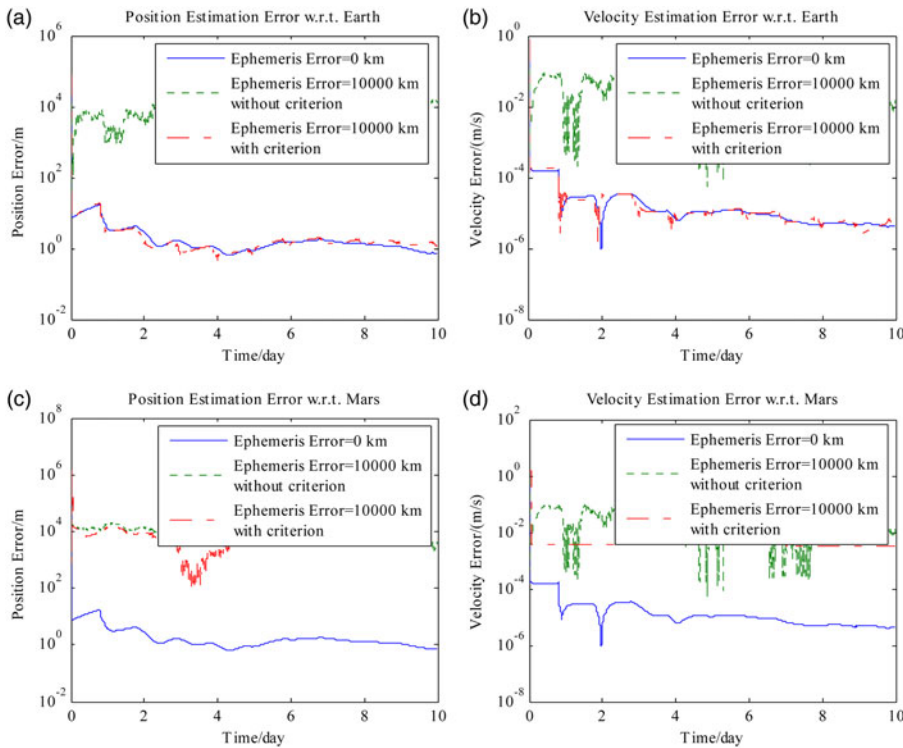 (a)
Position Estimation Error w.r.t. Earth
10^6
10^4
10^2
10^0
10^-2
Position Error/m
Ephemeris Error=0 km
Ephemeris Error=10000 km
without criterion
Ephemeris Error=10000 km
with criterion
0 2 4 6 8 10
Time/day
(b)
Velocity Estimation Error w.r.t. Earth
10^0
10^-2
10^-4
10^-6
10^-8
Velocity Error/(m/s)
Ephemeris Error=0 km
Ephemeris Error=10000 km
without criterion
Ephemeris Error=10000 km
with criterion
0 2 4 6 8 10
Time/day
(c)
Position Estimation Error w.r.t. Mars
10^8
10^6
10^4
10^2
10^0
10^-2
Position Error/m
Ephemeris Error=0 km
Ephemeris Error=10000 km
without criterion
Ephemeris Error=10000 km
with criterion
0 2 4 6 8 10
Time/day
(d)
Velocity Estimation Error w.r.t. Mars
10^2
10^0
10^-2
10^-4
10^-6
10^-8
Velocity Error/(m/s)
Ephemeris Error=0 km
Ephemeris Error=10000 km
without criterion
Ephemeris Error=10000 km
with criterion
0 2 4 6 8 10
Time/day